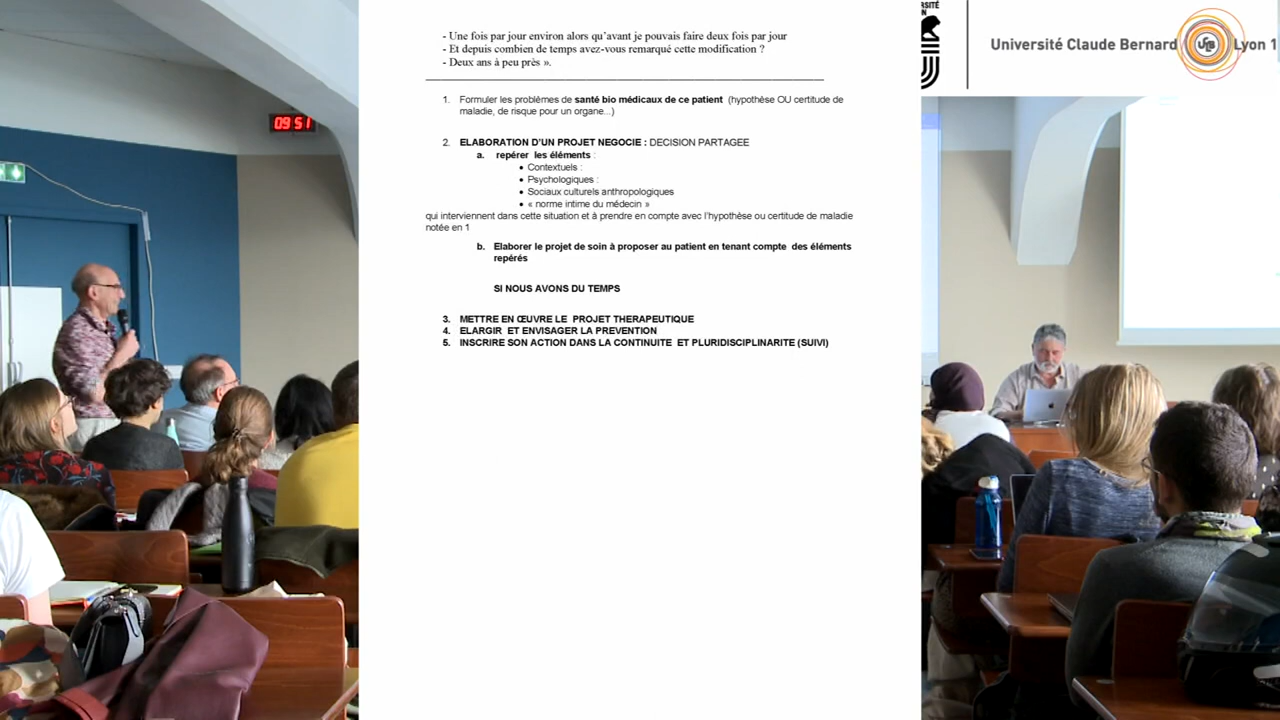 09 51
- Une fois par jour environ alors qu'avant je pouvais faire deux fois par jour
- Et depuis combien de temps avez-vous remarqué cette modification ?
- Deux ans à peu près ».
1. Formuler les problèmes de santé bio médicaux de ce patient (hypothèse OU certitude de
maladie, de risque pour un organe...)
2. ELABORATION D'UN PROJET NEGOCIE : DECISION PARTAGEE
a. repérer les éléments :
• Contextuels :
• Psychologiques :
• Sociaux culturels anthropologiques
• « norme intime du médecin »
qui interviennent dans cette situation et à prendre en compte avec l'hypothèse ou certitude de maladie
notée en 1
b. Elaborer le projet de soin à proposer au patient en tenant compte des éléments
repérés
SI NOUS AVONS DU TEMPS
3. METTRE EN ŒUVRE LE PROJET THERAPEUTIQUE
4. ELARGIR ET ENVISAGER LA PREVENTION
5. INSCRIRE SON ACTION DANS LA CONTINUITE ET PLURIDISCIPLINARITE (SUIVI)
Université Claude Bernard Lyon 1